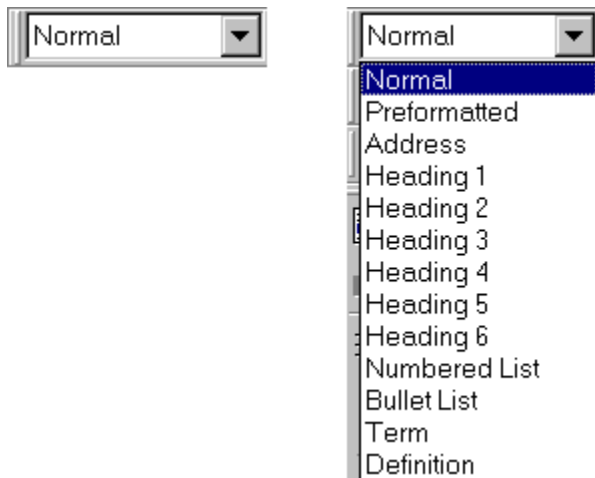 Normal
Normal
Normal
Preformatted
Address
Heading 1
Heading 2
Heading 3
Heading 4
Heading 5
Heading 6
Numbered List
Bullet List
Term
Definition